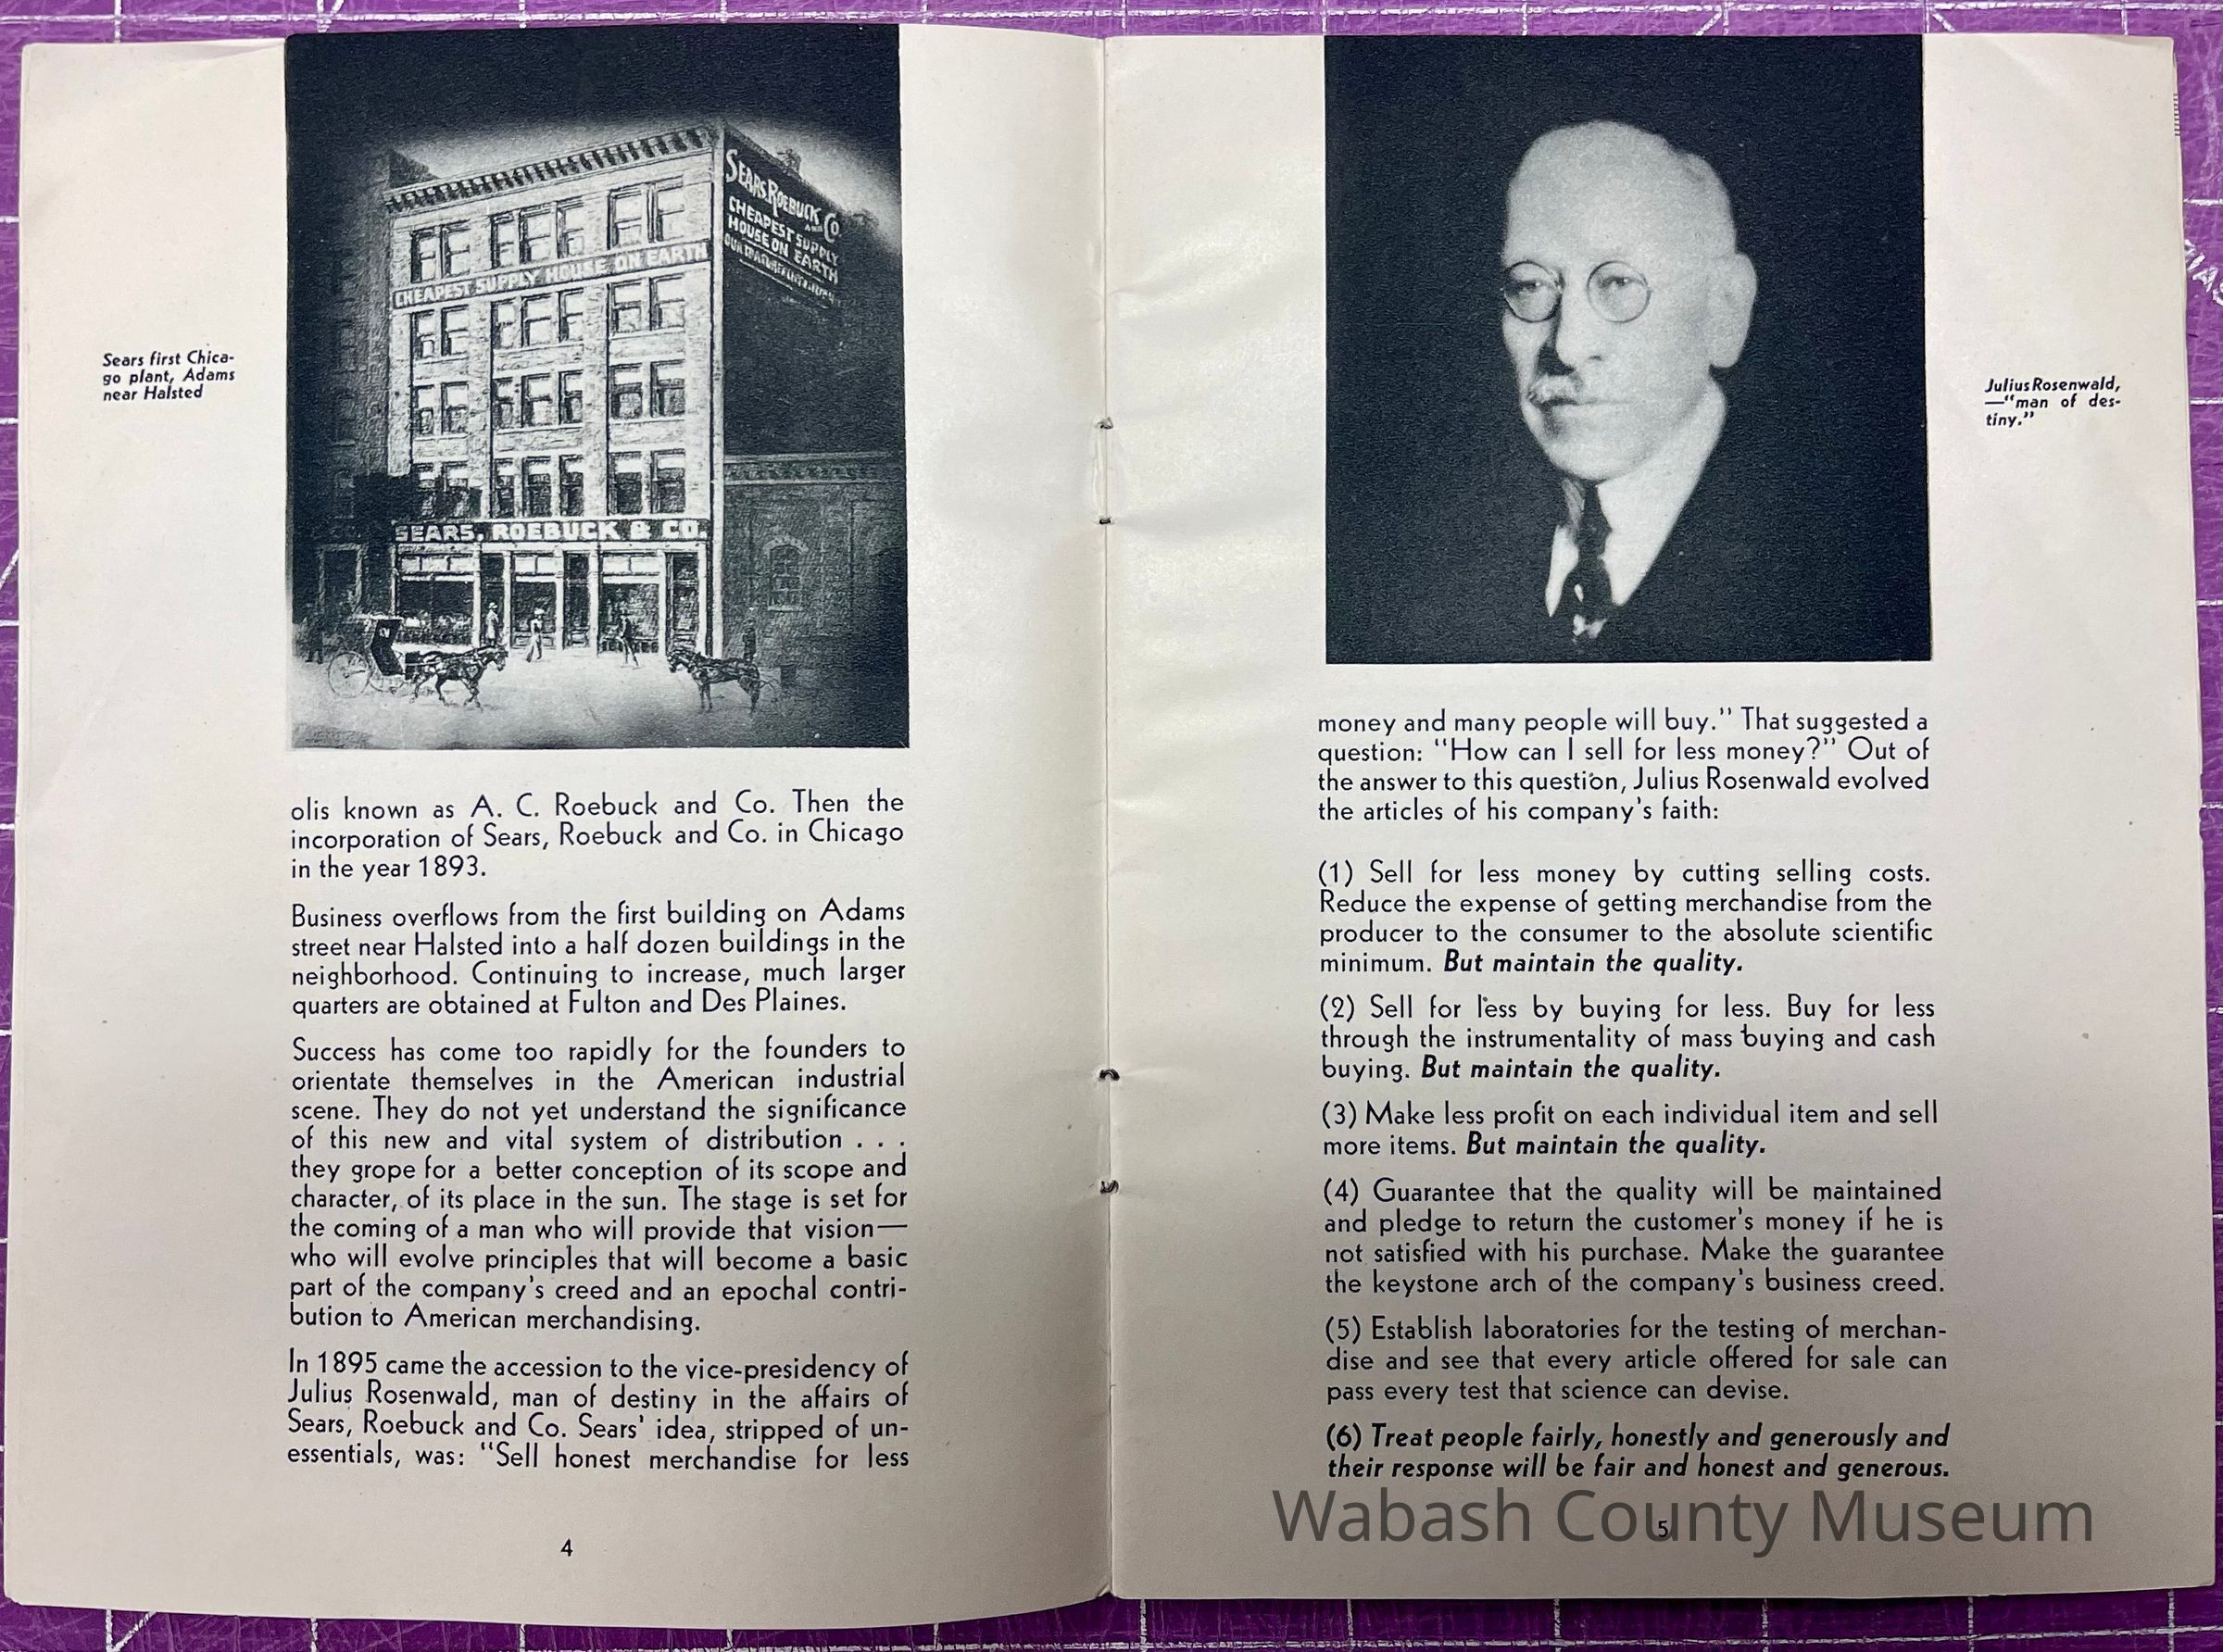 Sears first Chica-
go plant, Adams
near Halsted
SEARS ROEBUCK AND CO.
CHEAPEST SUPPLY
HOUSE ON EARTH
CHEAPEST SUPPLY HOUSE ON EARTH
SEARS, ROEBUCK & CO.
olis known as A. C. Roebuck and Co. Then the
incorporation of Sears, Roebuck and Co. in Chicago
in the year 1893.
Business overflows from the first building on Adams
street near Halsted into a half dozen buildings in the
neighborhood. Continuing to increase, much larger
quarters are obtained at Fulton and Des Plaines.
Success has come too rapidly for the founders to
orientate themselves in the American industrial
scene. They do not yet understand the significance
of this new and vital system of distribution . . .
they grope for a better conception of its scope and
character, of its place in the sun. The stage is set for
the coming of a man who will provide that vision—
who will evolve principles that will become a basic
part of the company's creed and an epochal contri-
bution to American merchandising.
In 1895 came the accession to the vice-presidency of
Julius Rosenwald, man of destiny in the affairs of
Sears, Roebuck and Co. Sears' idea, stripped of un-
essentials, was: "Sell honest merchandise for less
4
Julius Rosenwald,
—"man of des-
tiny."
money and many people will buy." That suggested a
question: "How can I sell for less money?" Out of
the answer to this question, Julius Rosenwald evolved
the articles of his company's faith:
(1) Sell for less money by cutting selling costs.
Reduce the expense of getting merchandise from the
producer to the consumer to the absolute scientific
minimum. But maintain the quality.
(2) Sell for less by buying for less. Buy for less
through the instrumentality of mass buying and cash
buying. But maintain the quality.
(3) Make less profit on each individual item and sell
more items. But maintain the quality.
(4) Guarantee that the quality will be maintained
and pledge to return the customer's money if he is
not satisfied with his purchase. Make the guarantee
the keystone arch of the company's business creed.
(5) Establish laboratories for the testing of merchan-
dise and see that every article offered for sale can
pass every test that science can devise.
(6) Treat people fairly, honestly and generously and
their response will be fair and honest and generous.
Wabash County Museum
5